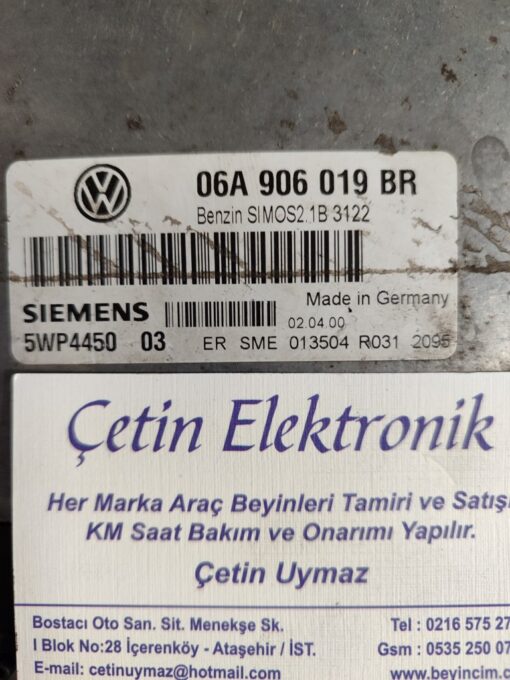 06A 906 019 BR
Benzin SIMOS2.1B 3122
SIEMENS
Made in Germany
02.04.00
5WP4450 03 ER SME 013504 R031 2095
Çetin Elektronik
Her Marka Araç Beyinleri Tamiri ve Satışı
KM Saat Bakım ve Onarımı Yapılır.
Çetin Uymaz
Bostacı Oto San. Sit. Menekşe Sk. Tel : 0216 575 27
I Blok No:28 İçerenköy - Ataşehir / İST. Gsm : 0535 250 07
E-mail: cetinuymaz@hotmail.com www.beyincim.c